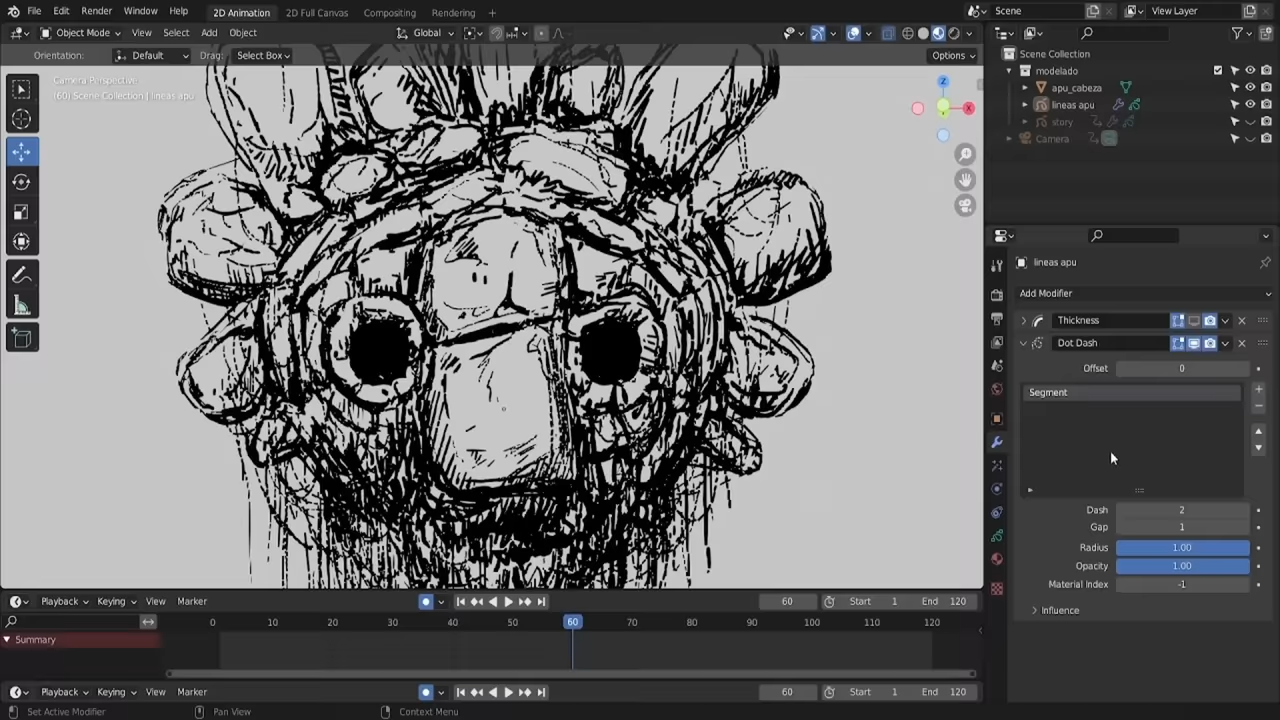 File Edit Render Window Help 2D Animation 2D Full Canvas Compositing Rendering + Scene View Layer
Object Mode View Select Add Object Global
Orientation: Default Drag: Select Box Options
Camera Perspective
(60) Scene Collection | lineas apu
Z
X
Scene Collection
modelado
apu_cabeza
lineas apu
story
Camera
lineas apu
Add Modifier
Thickness
Dot Dash
Offset 0
Segment
Dash 2
Gap 1
Radius 1.00
Opacity 1.00
Material Index -1
Influence
Playback Keying View Marker 60 Start 1 End 120
0 10 20 30 40 50 60 70 80 90 100 110 120
Summary
Playback Keying View Marker 60 Start 1 End 120
Set Active Modifier Pan View Context Menu